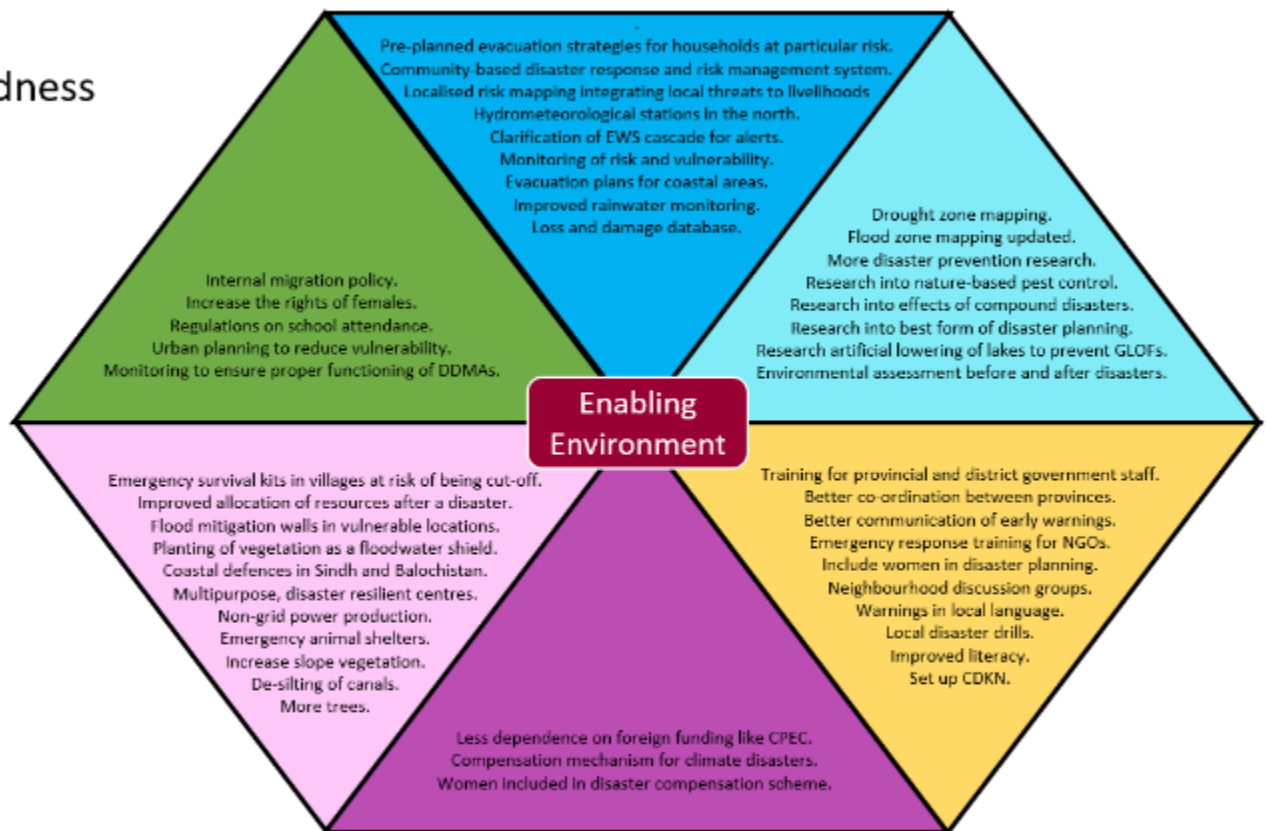 dness
Pre-planned evacuation strategies for households at particular risk.
Community-based disaster response and risk management system.
Localised risk mapping integrating local threats to livelihoods
Hydrometeorological stations in the north.
Clarification of EWS cascade for alerts.
Monitoring of risk and vulnerability.
Evacuation plans for coastal areas.
Improved rainwater monitoring.
Loss and damage database.
Drought zone mapping.
Flood zone mapping updated.
More disaster prevention research.
Research into nature-based pest control.
Research into effects of compound disasters.
Research into best form of disaster planning.
Research artificial lowering of lakes to prevent GLOFs.
Environmental assessment before and after disasters.
Internal migration policy.
Increase the rights of females.
Regulations on school attendance.
Urban planning to reduce vulnerability.
Monitoring to ensure proper functioning of DDMAs.
Enabling
Environment
Emergency survival kits in villages at risk of being cut-off.
Improved allocation of resources after a disaster.
Flood mitigation walls in vulnerable locations.
Planting of vegetation as a floodwater shield.
Coastal defences in Sindh and Balochistan.
Multipurpose, disaster resilient centres.
Non-grid power production.
Emergency animal shelters.
Increase slope vegetation.
De-silting of canals.
More trees.
Training for provincial and district government staff.
Better co-ordination between provinces.
Better communication of early warnings.
Emergency response training for NGOs.
Include women in disaster planning.
Neighbourhood discussion groups.
Warnings in local language.
Local disaster drills.
Improved literacy.
Set up CDKN.
Less dependence on foreign funding like CPEC.
Compensation mechanism for climate disasters.
Women included in disaster compensation scheme.